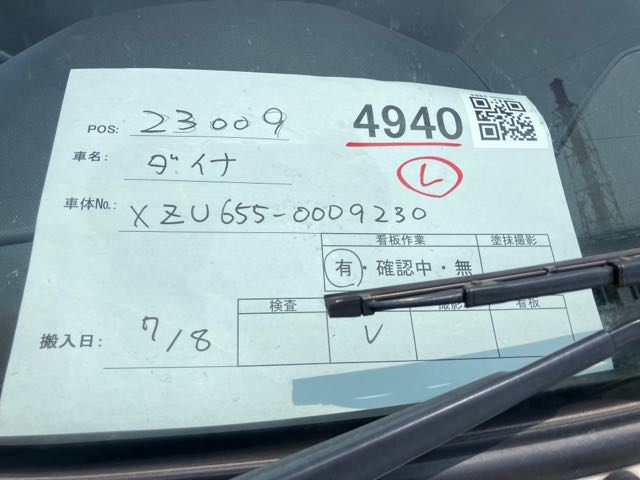 POS: 23009 4940
車名: ダイナ レ
車体No.: XZU655-0009230
看板作業 塗抹撮影
有・確認中・無
検査 撮影 看板
搬入日: 7/8 レ